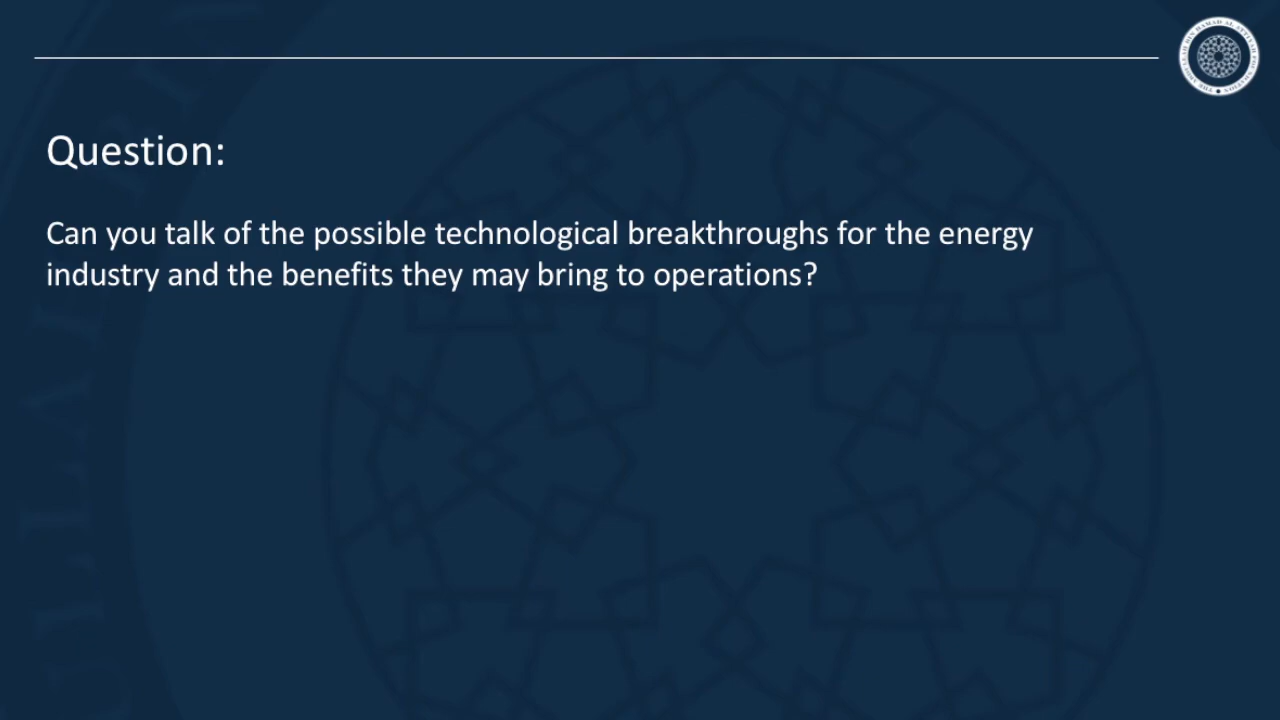 Question:
Can you talk of the possible technological breakthroughs for the energy
industry and the benefits they may bring to operations?